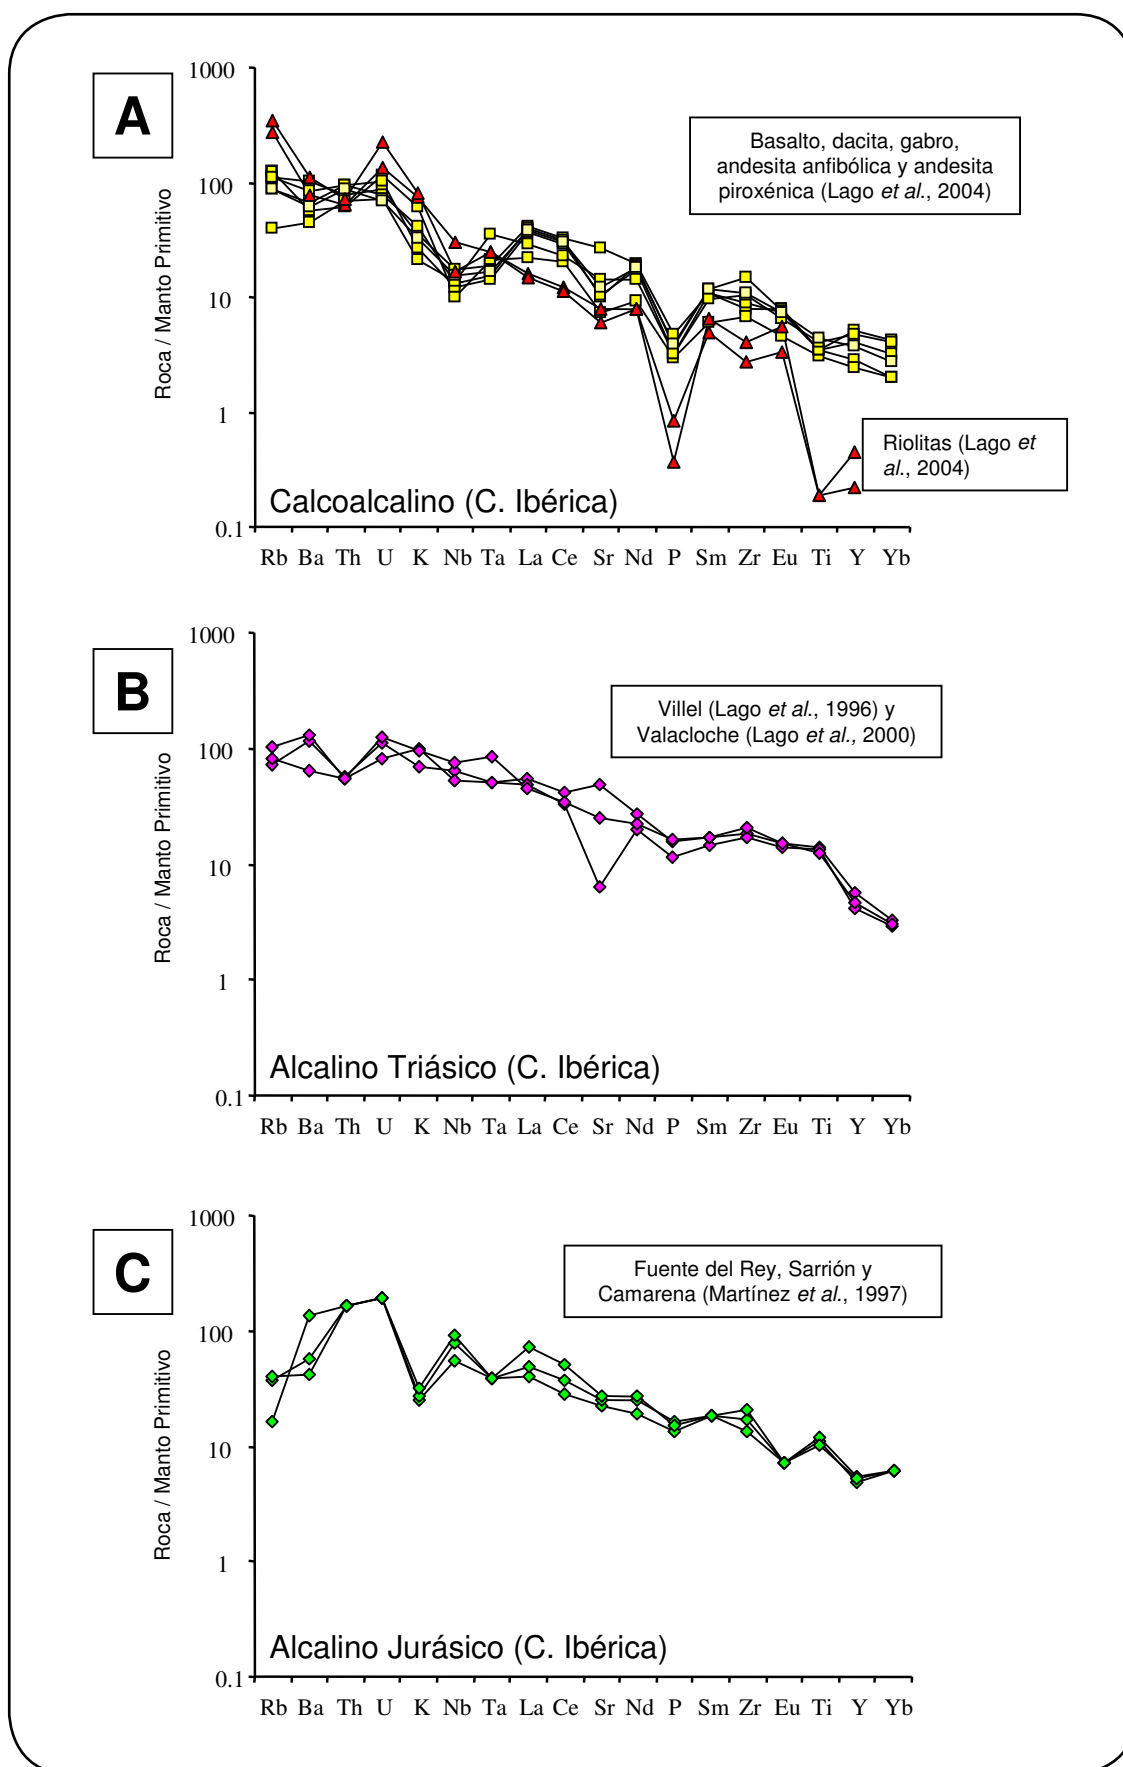 A
1000
100
10
1
0.1
Roca / Manto Primitivo
Basalto, dacita, gabro,
andesita anfibólica y andesita
piroxénica (Lago et al., 2004)
Riolitas (Lago et
al., 2004)
Calcoalcalino (C. Ibérica)
Rb Ba Th U K Nb Ta La Ce Sr Nd P Sm Zr Eu Ti Y Yb
B
1000
100
10
1
0.1
Roca / Manto Primitivo
Villel (Lago et al., 1996) y
Valacloche (Lago et al., 2000)
Alcalino Triásico (C. Ibérica)
Rb Ba Th U K Nb Ta La Ce Sr Nd P Sm Zr Eu Ti Y Yb
C
1000
100
10
1
0.1
Roca / Manto Primitivo
Fuente del Rey, Sarrión y
Camarena (Martínez et al., 1997)
Alcalino Jurásico (C. Ibérica)
Rb Ba Th U K Nb Ta La Ce Sr Nd P Sm Zr Eu Ti Y Yb